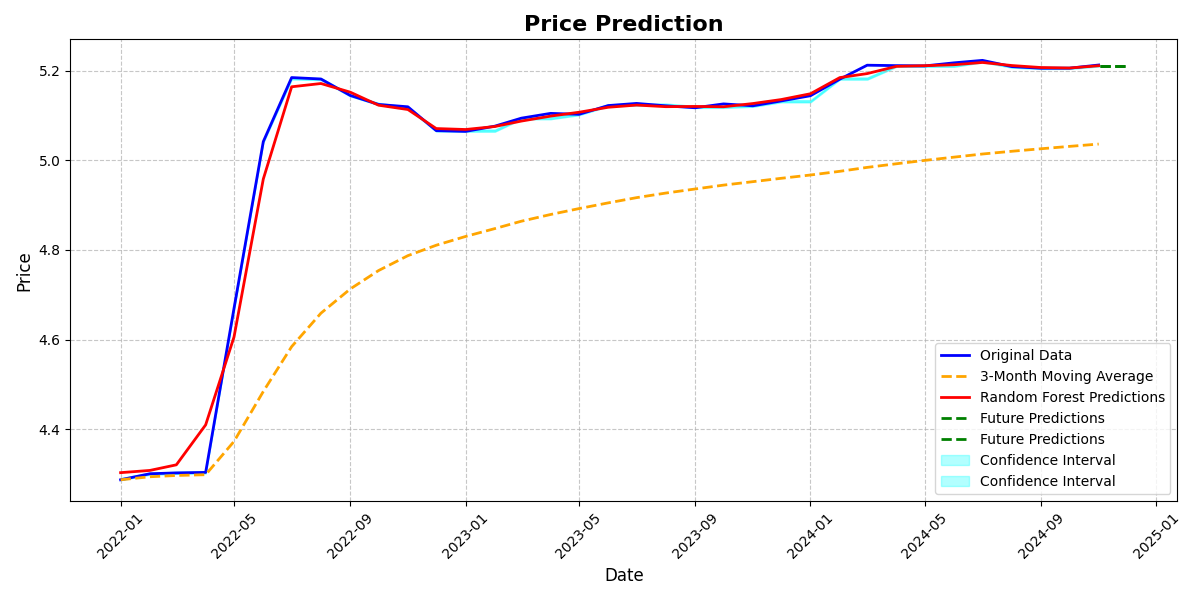 Price Prediction
Price
5.2
5.0
4.8
4.6
4.4
Original Data
3-Month Moving Average
Random Forest Predictions
Future Predictions
Future Predictions
Confidence Interval
Confidence Interval
2022-01
2022-05
2022-09
2023-01
2023-05
2023-09
2024-01
2024-05
2024-09
2025-01
Date